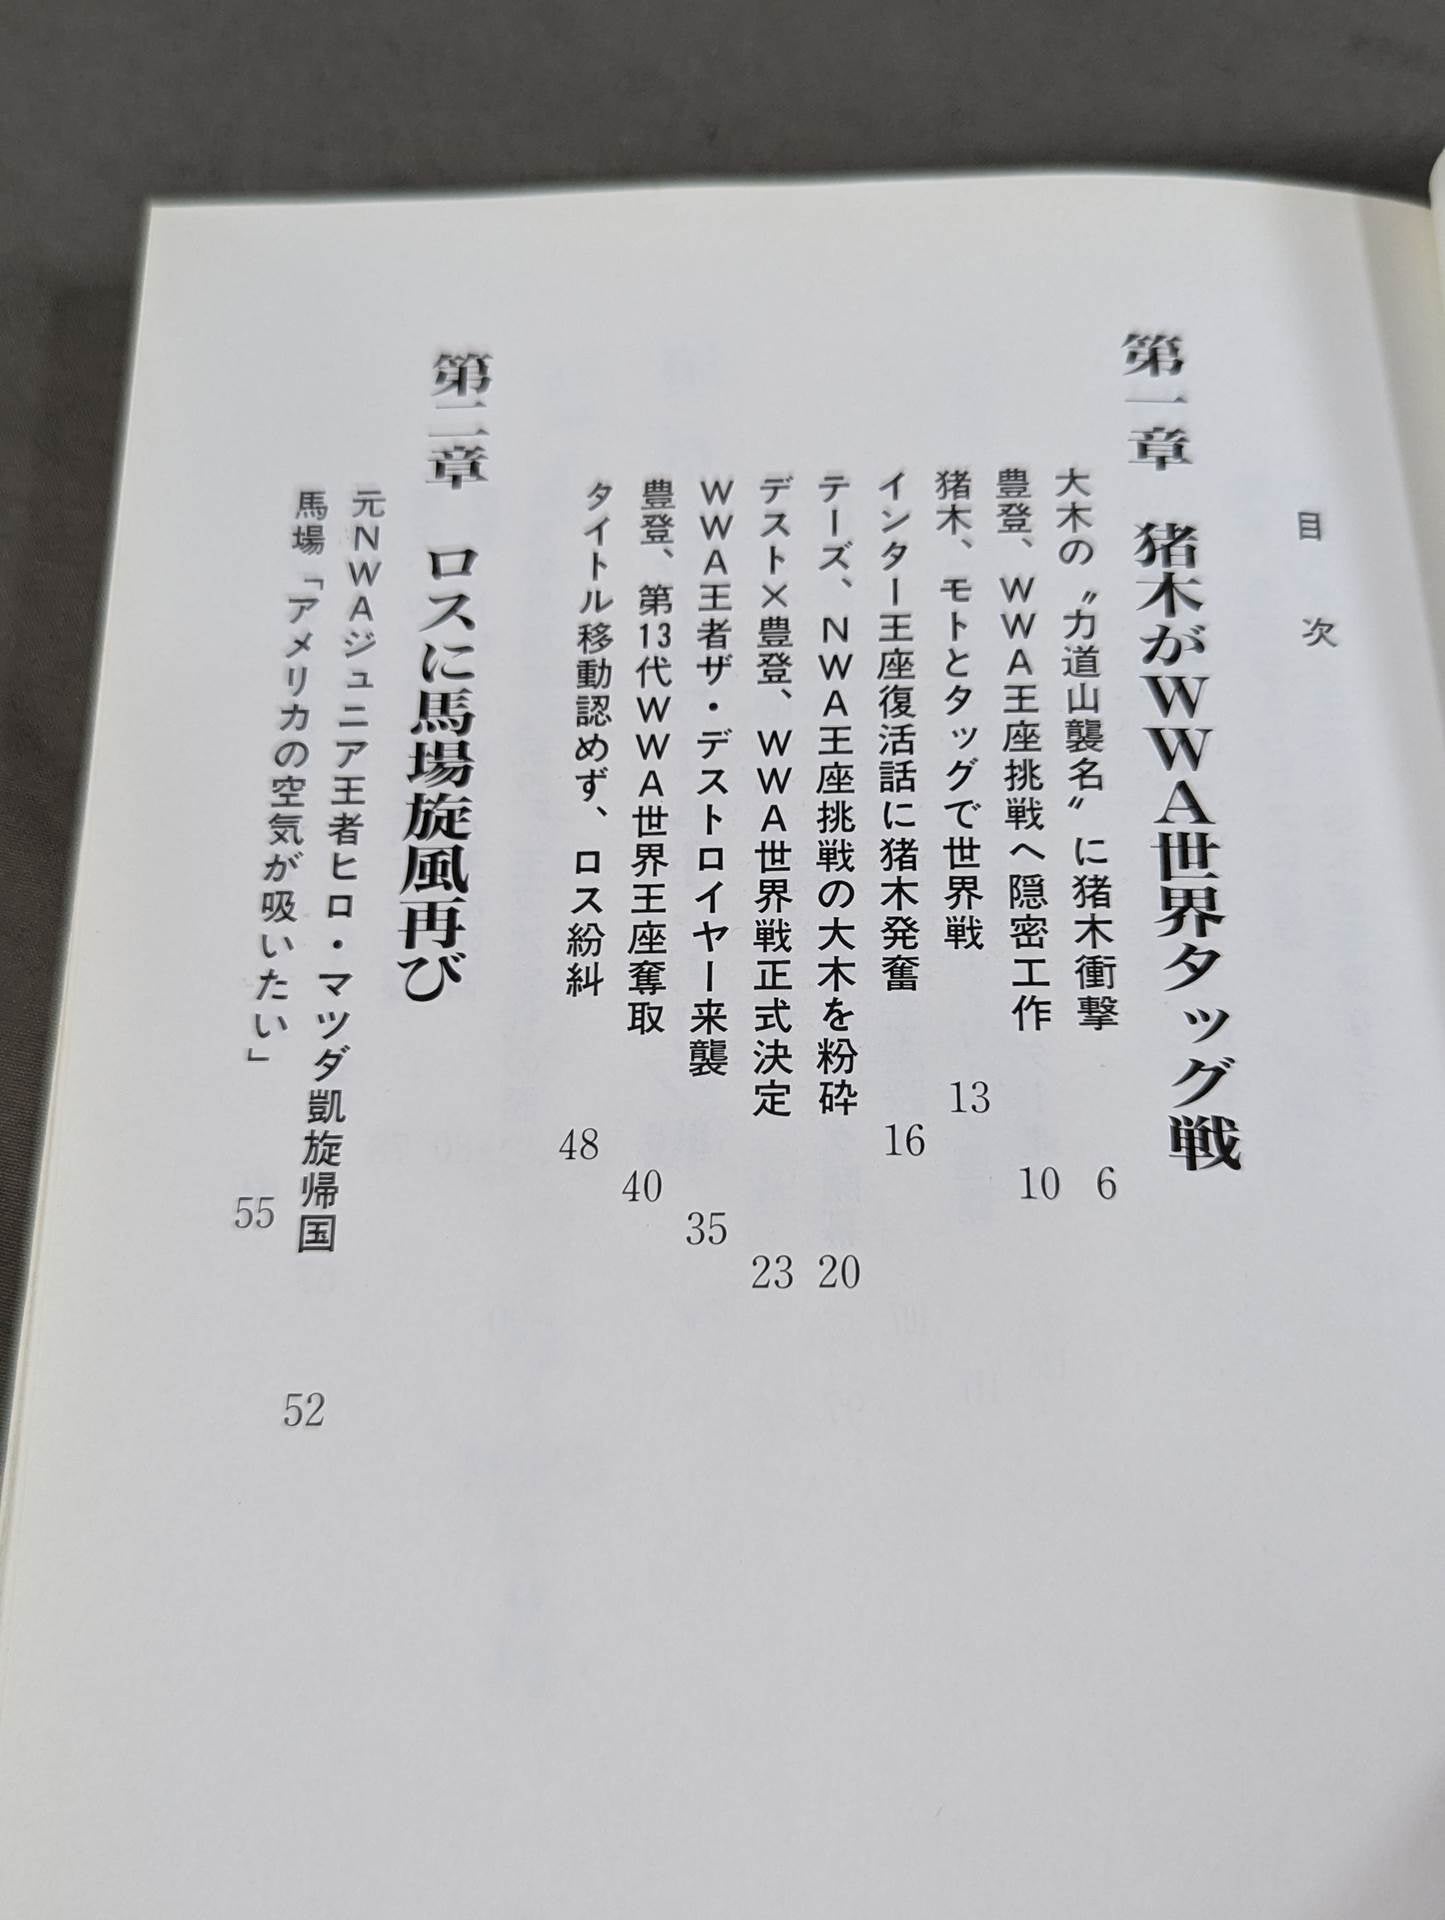 目次
第一章　猪木がＷＷＡ世界タッグ戦
大木の〝力道山襲名〟に猪木衝撃　6
豊登、ＷＷＡ王座挑戦へ隠密工作　10
猪木、モトとタッグで世界戦　13
インター王座復活話に猪木発奮　16
テーズ、ＮＷＡ王座挑戦の大木を粉砕　20
デスト×豊登、ＷＷＡ世界戦正式決定　23
ＷＷＡ王者ザ・デストロイヤー来襲　35
豊登、第13代ＷＷＡ世界王座奪取　40
タイトル移動認めず、ロス紛糾　48
第二章　ロスに馬場旋風再び
元ＮＷＡジュニア王者ヒロ・マツダ凱旋帰国　52
馬場「アメリカの空気が吸いたい」　55